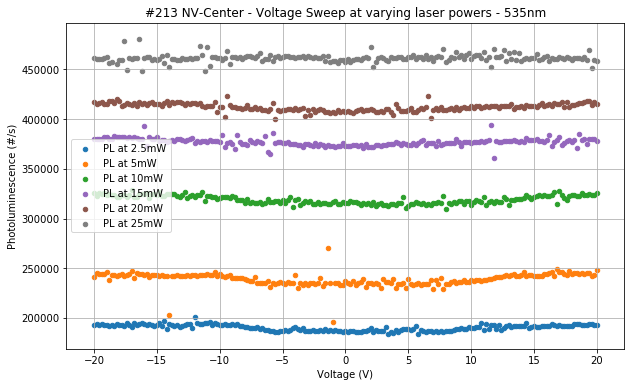 #213 NV-Center - Voltage Sweep at varying laser powers - 535nm
Photoluminescence (#/s)
450000
400000
350000
300000
250000
200000
PL at 2.5mW
PL at 5mW
PL at 10mW
PL at 15mW
PL at 20mW
PL at 25mW
−20
−15
−10
−5
0
5
10
15
20
Voltage (V)